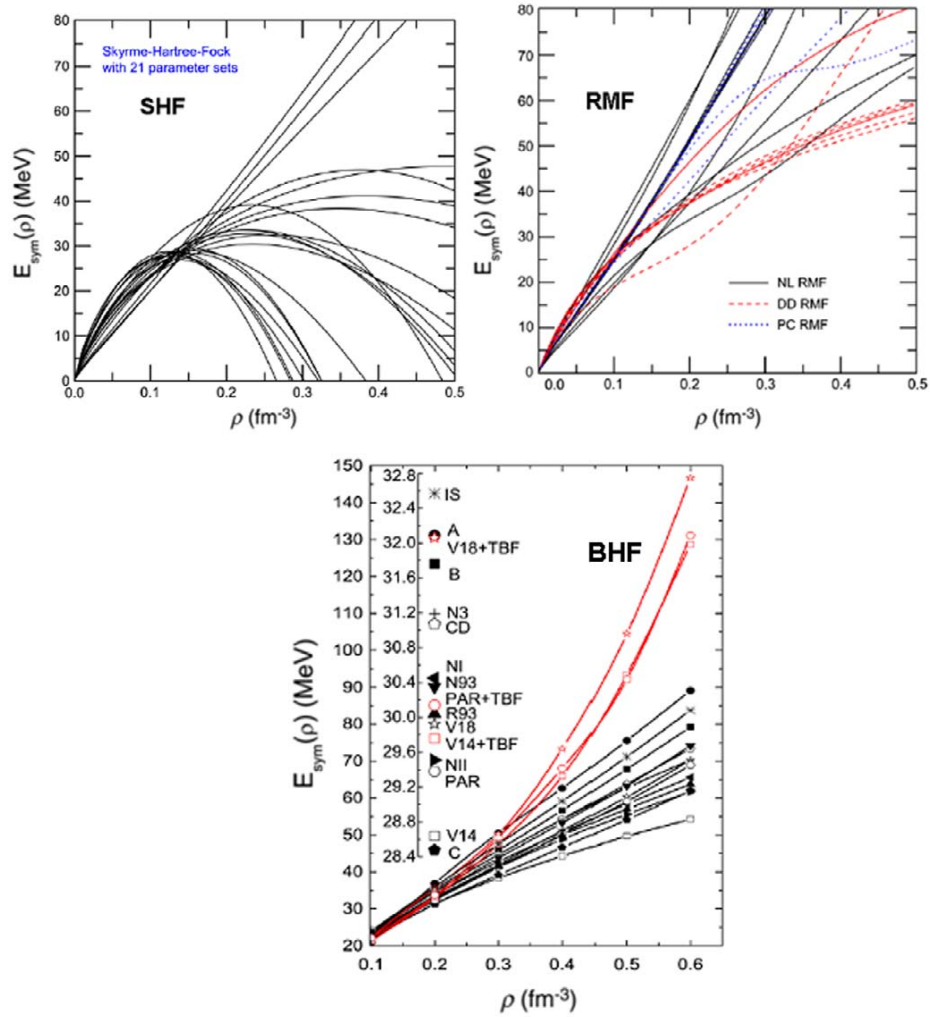 80
70
60
50
40
30
20
10
0
E_sym(ρ) (MeV)
Skyrme-Hartree-Fock
with 21 parameter sets
SHF
0.0 0.1 0.2 0.3 0.4 0.5
ρ (fm⁻³)
80
70
60
50
40
30
20
10
0
E_sym(ρ) (MeV)
RMF
NL RMF
DD RMF
PC RMF
0.0 0.1 0.2 0.3 0.4 0.5
ρ (fm⁻³)
150
140
130
120
110
100
90
80
70
60
50
40
30
20
E_sym(ρ) (MeV)
32.8
32.4
32.0
31.6
31.2
30.8
30.4
30.0
29.6
29.2
28.8
28.4
IS
A
V18+TBF
B
N3
CD
NI
N93
PAR+TBF
R93
V18
V14+TBF
NII
PAR
V14
C
BHF
0.1 0.2 0.3 0.4 0.5 0.6
ρ (fm⁻³)